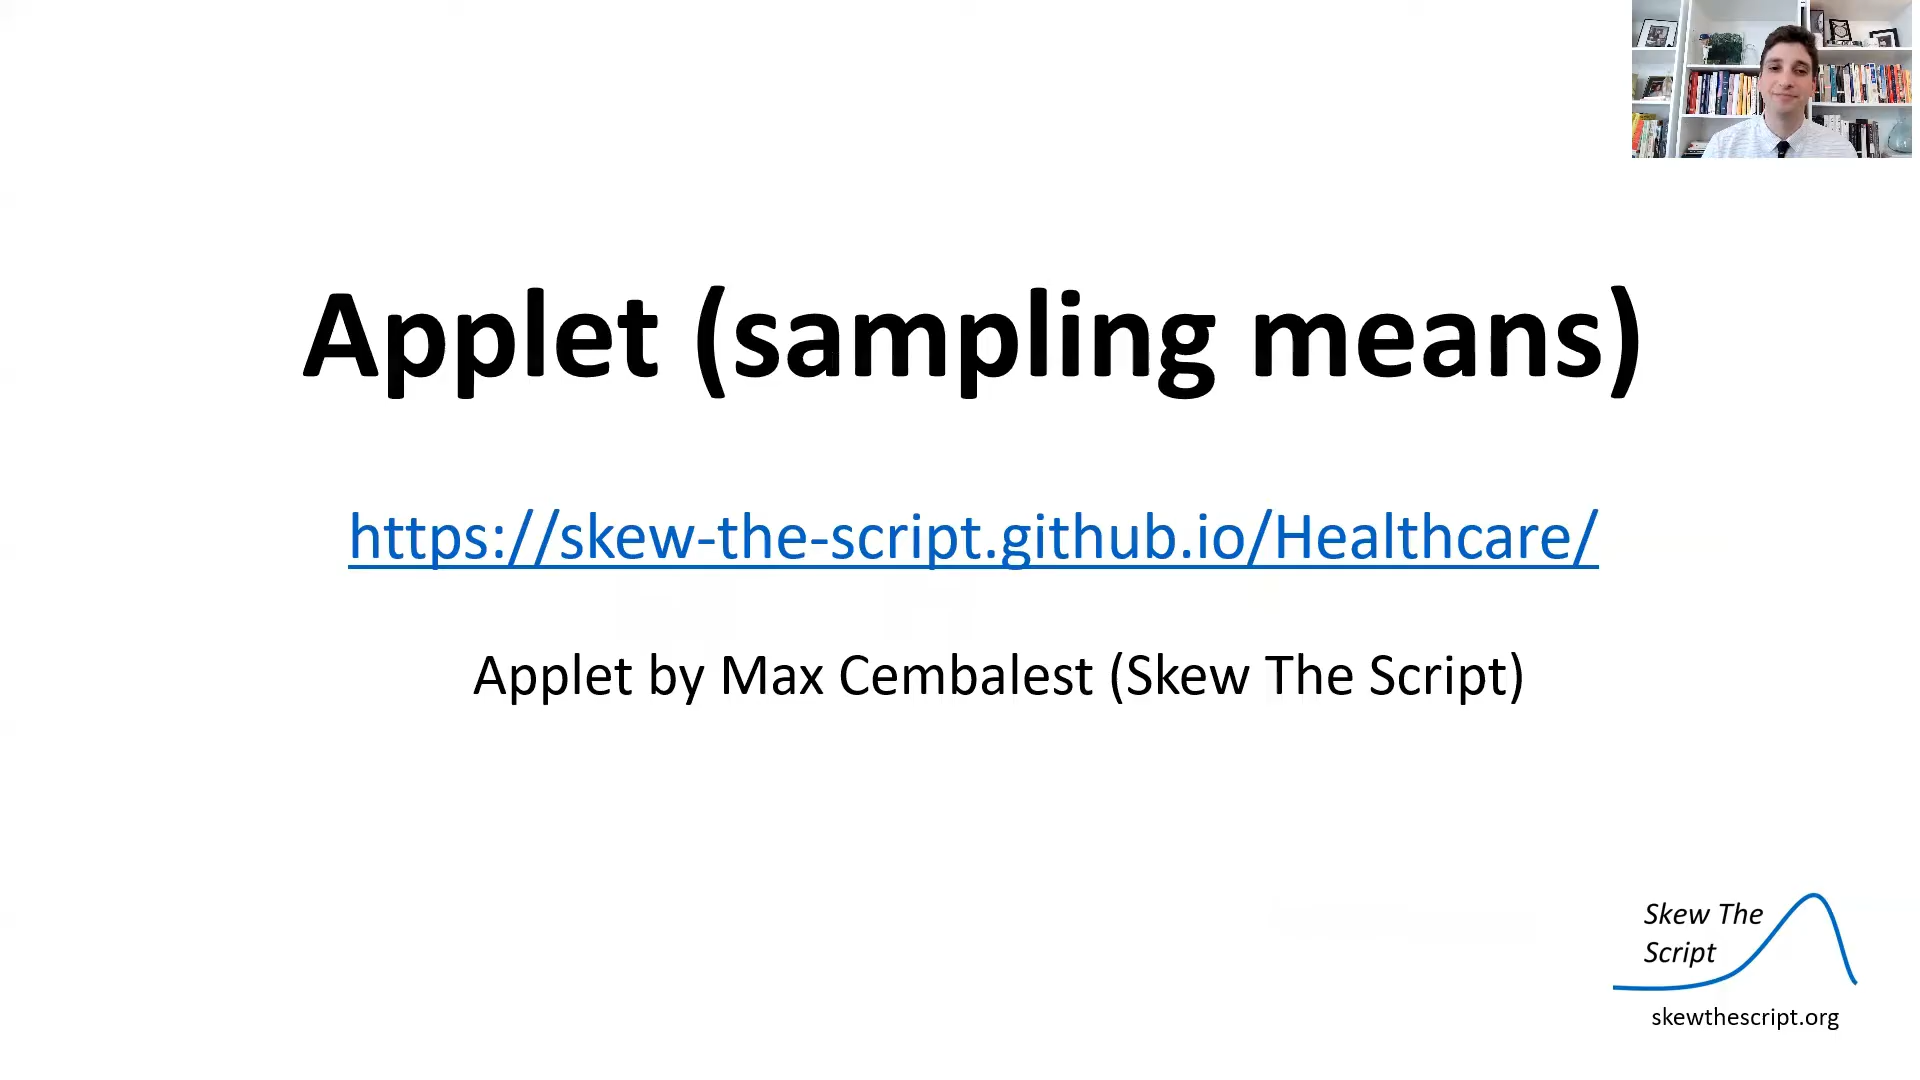 Applet (sampling means)
https://skew-the-script.github.io/Healthcare/
Applet by Max Cembalest (Skew The Script)
Skew The
Script
skewthescript.org